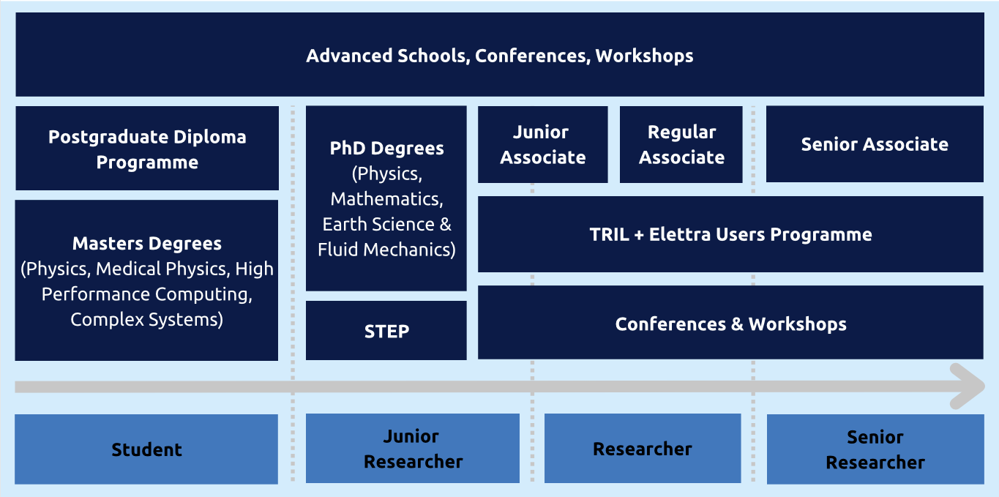 Advanced Schools, Conferences, Workshops
Postgraduate Diploma
Programme
Masters Degrees
(Physics, Medical Physics, High
Performance Computing,
Complex Systems)
PhD Degrees
(Physics,
Mathematics,
Earth Science &
Fluid Mechanics)
STEP
Junior
Associate
Regular
Associate
Senior Associate
TRIL + Elettra Users Programme
Conferences & Workshops
Student
Junior
Researcher
Researcher
Senior
Researcher